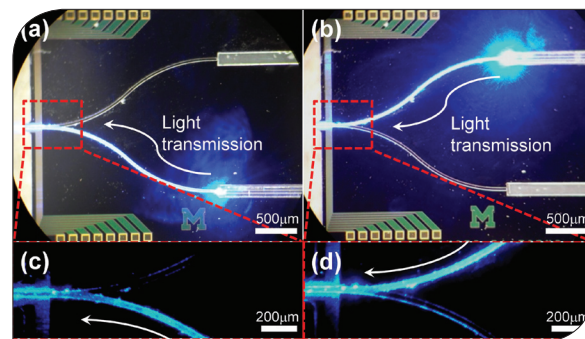 (a)
Light
transmission
M
500μm
(b)
Light
transmission
M
500μm
(c)
200μm
(d)
200μm